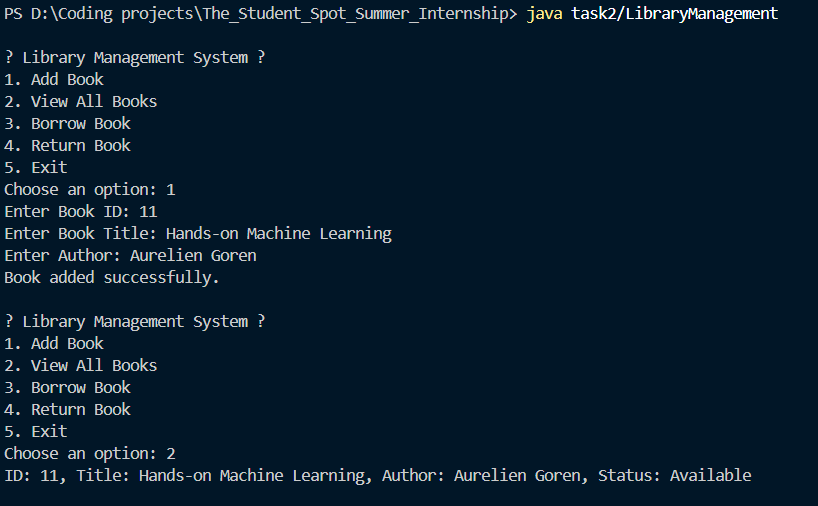 PS D:\Coding projects\The_Student_Spot_Summer_Internship> java task2/LibraryManagement
? Library Management System ?
1. Add Book
2. View All Books
3. Borrow Book
4. Return Book
5. Exit
Choose an option: 1
Enter Book ID: 11
Enter Book Title: Hands-on Machine Learning
Enter Author: Aurelien Goren
Book added successfully.
? Library Management System ?
1. Add Book
2. View All Books
3. Borrow Book
4. Return Book
5. Exit
Choose an option: 2
ID: 11, Title: Hands-on Machine Learning, Author: Aurelien Goren, Status: Available